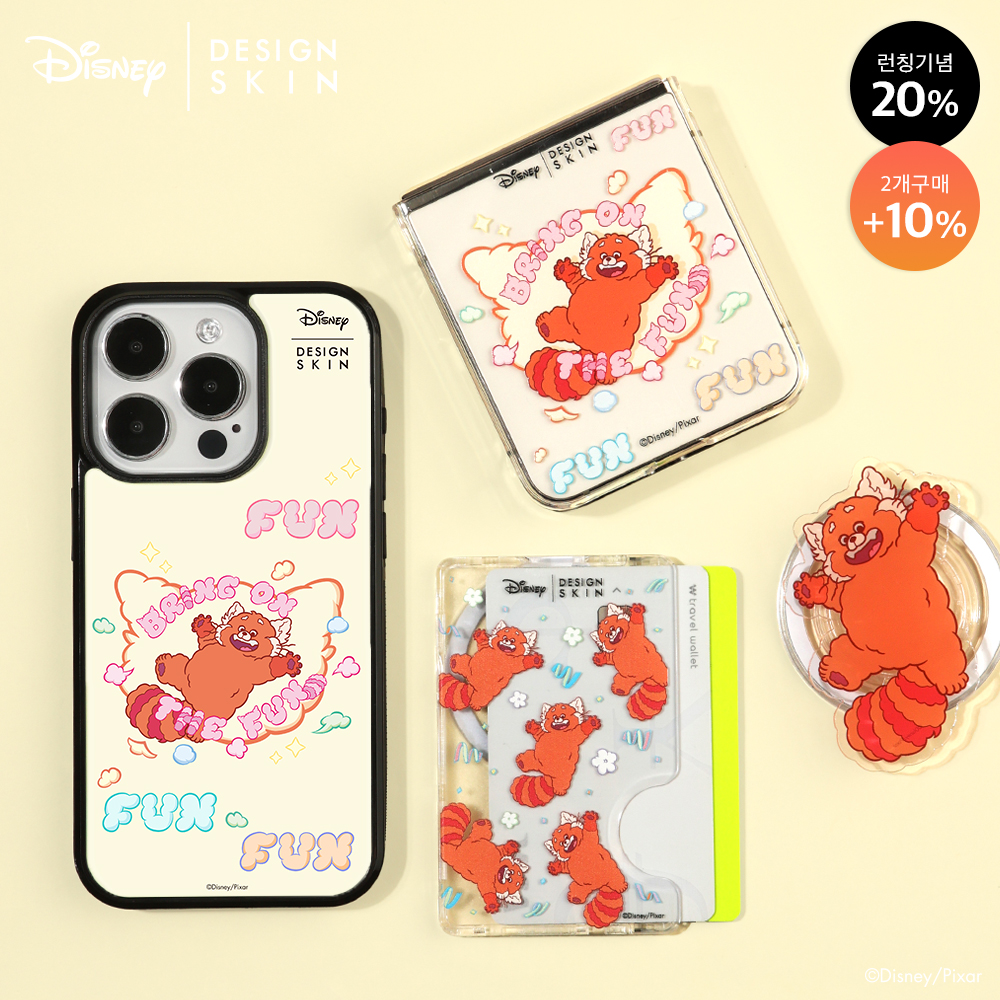 Disney
DESIGN
SKIN
런칭기념
20%
2개구매
+10%
Disney
DESIGN
SKIN
FUN
BRING ON
THE FUN!
FUN
FUN
©Disney/Pixar
Disney
DESIGN
SKIN
FUN
BRING ON
THE FUN!
FUN
FUN
©Disney/Pixar
Disney
DESIGN
SKIN
travel wallet
©Disney/Pixar
©Disney/Pixar